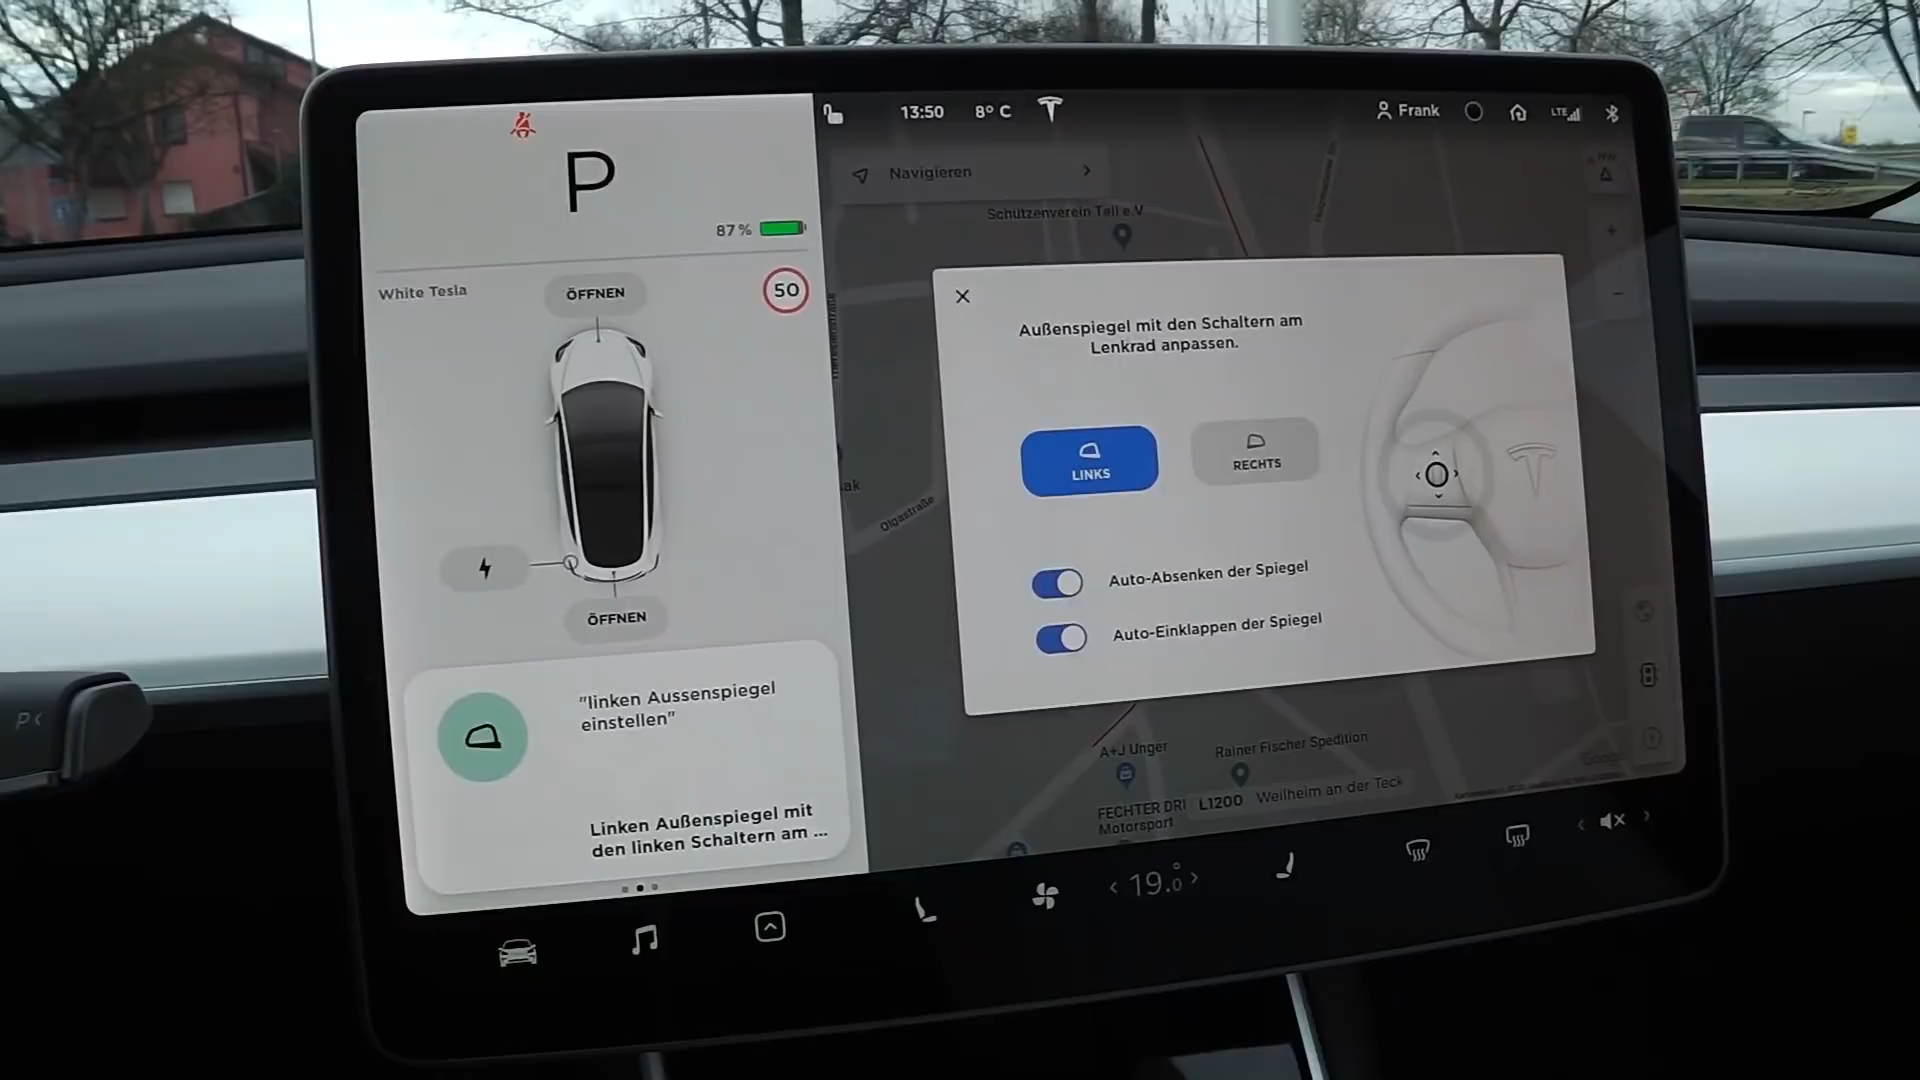 P
87 %
White Tesla
ÖFFNEN
50
ÖFFNEN
"linken Aussenspiegel
einstellen"
Linken Außenspiegel mit
den linken Schaltern am ...
13:50
8° C
Frank
LTE
Navigieren
Schützenverein Tell e.V
Außenspiegel mit den Schaltern am
Lenkrad anpassen.
LINKS
RECHTS
Auto-Absenken der Spiegel
Auto-Einklappen der Spiegel
Olgastraße
A+J Unger
Rainer Fischer Spedition
FECHTER DRI
Motorsport
L1200
Weilheim an der Teck
Google
19.0°
P<